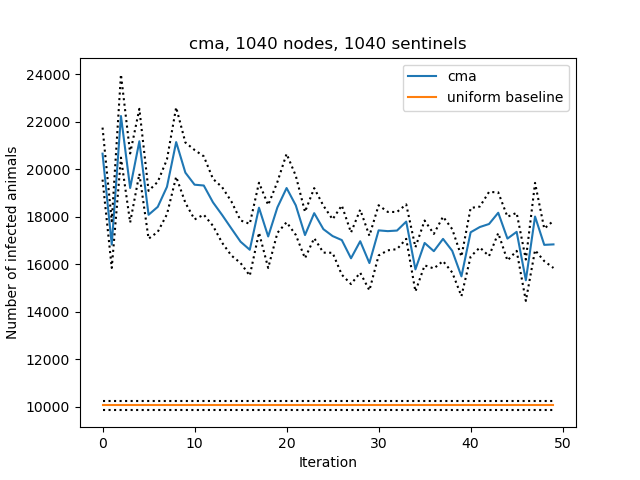 cma, 1040 nodes, 1040 sentinels
cma
uniform baseline
Number of infected animals
24000
22000
20000
18000
16000
14000
12000
10000
0
10
20
30
40
50
Iteration